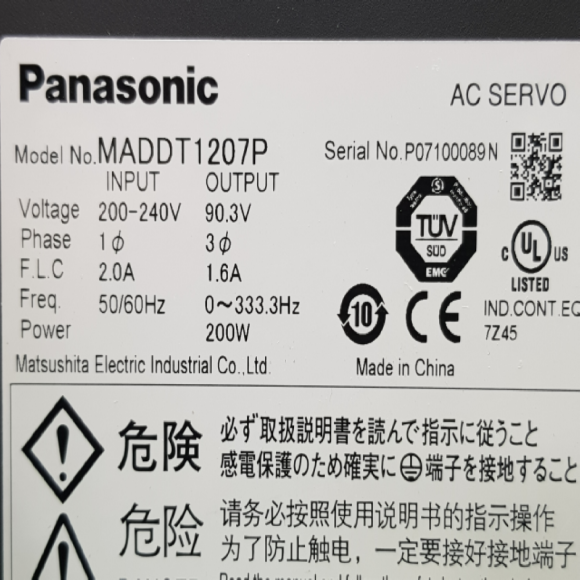 Panasonic AC SERVO
Model No. MADDT1207P Serial No. P07100089N
INPUT OUTPUT
Voltage 200-240V 90.3V
Phase 1ϕ 3ϕ
F.L.C 2.0A 1.6A
Freq. 50/60Hz 0~333.3Hz
Power 200W
TÜV
SÜD
EMC
C UL US
LISTED
IND.CONT.EQ
7Z45
10
CE
Matsushita Electric Industrial Co.,Ltd. Made in China
危険
必ず取扱説明書を読んで指示に従うこと
感電保護のため確実に端子を接地すること
危险
请务必按照使用说明书的指示操作
为了防止触电，一定要接好接地端子